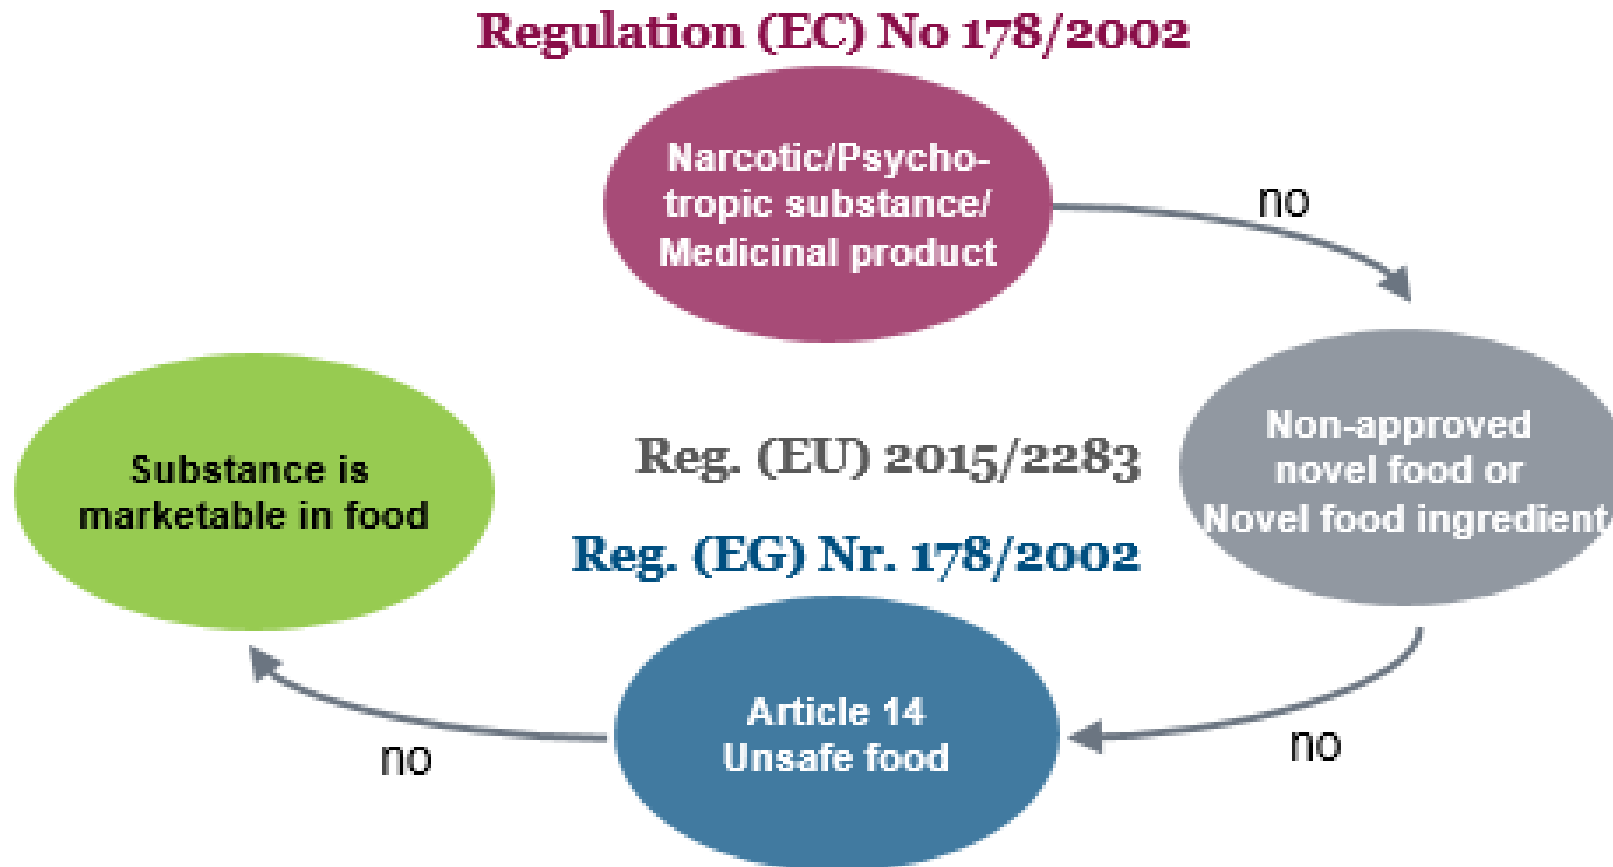 Regulation (EC) No 178/2002
Narcotic/Psycho-
tropic substance/
Medicinal product
no
Non-approved
novel food or
Novel food ingredient
Reg. (EU) 2015/2283
Substance is
marketable in food
Reg. (EG) Nr. 178/2002
Article 14
Unsafe food
no
no